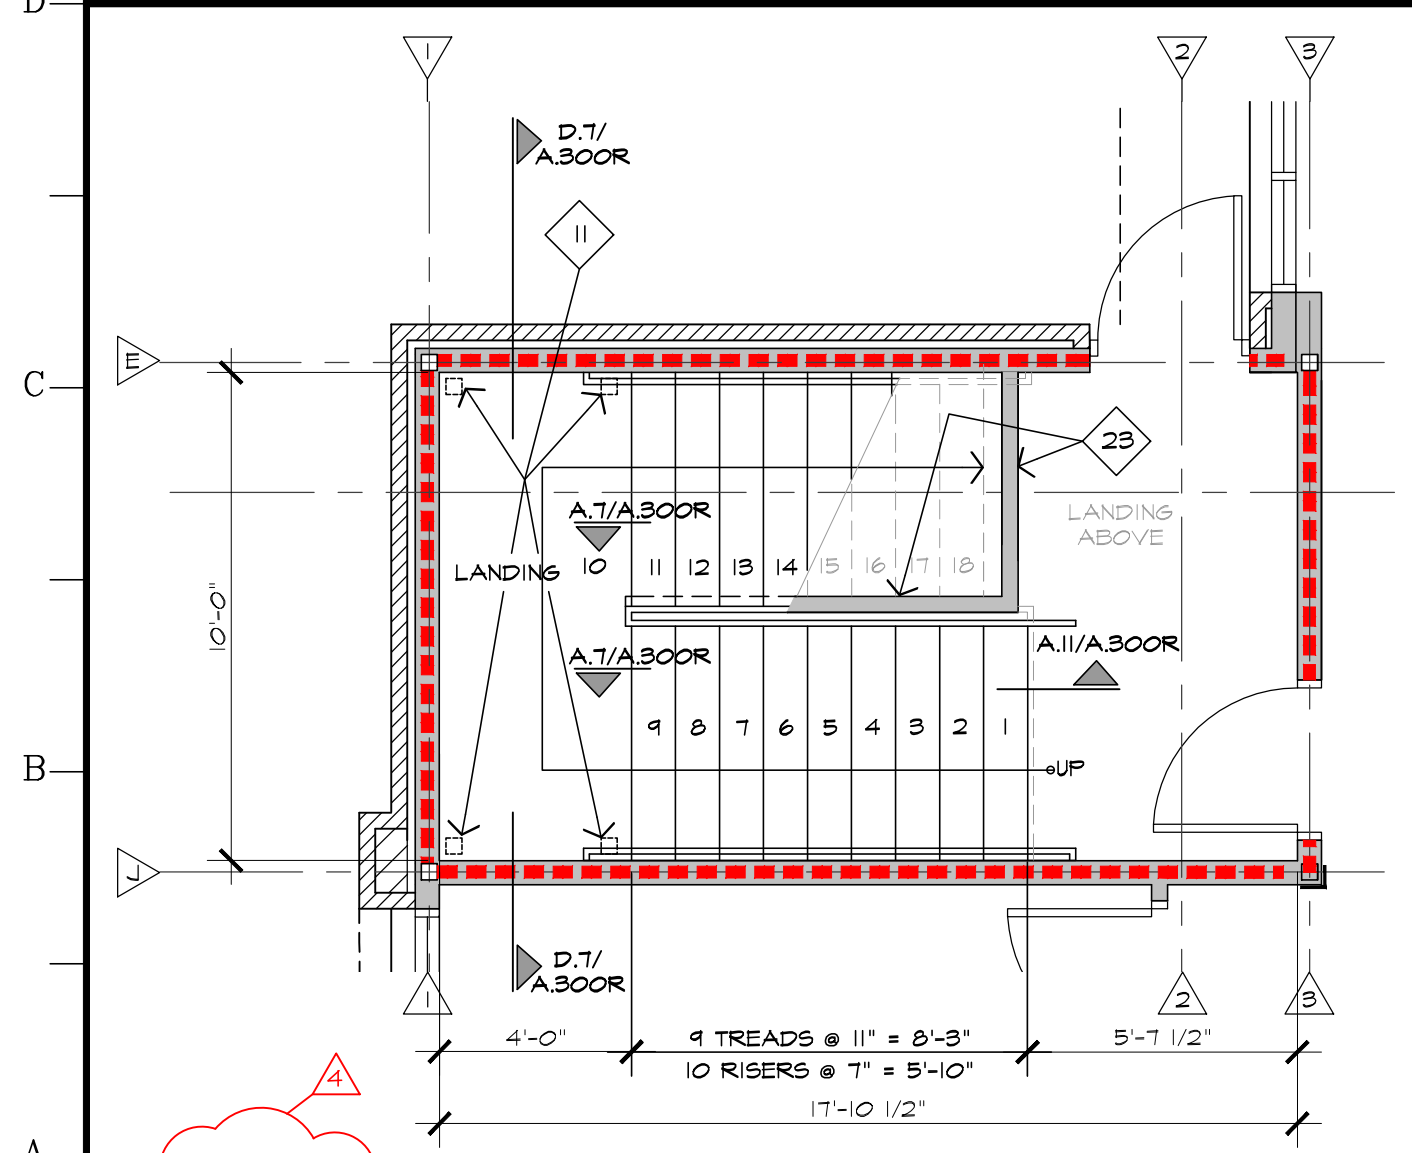 D
1
2
3
D.7/
A.300R
11
E
C
23
LANDING
ABOVE
A.7/A.300R
LANDING
10
11
12
13
14
15
16
17
18
10'-0"
A.7/A.300R
A.11/A.300R
9
8
7
6
5
4
3
2
1
B
UP
J
D.7/
A.300R
1
2
3
4'-0"
9 TREADS @ 11" = 8'-3"
5'-7 1/2"
10 RISERS @ 7" = 5'-10"
4
17'-10 1/2"
A